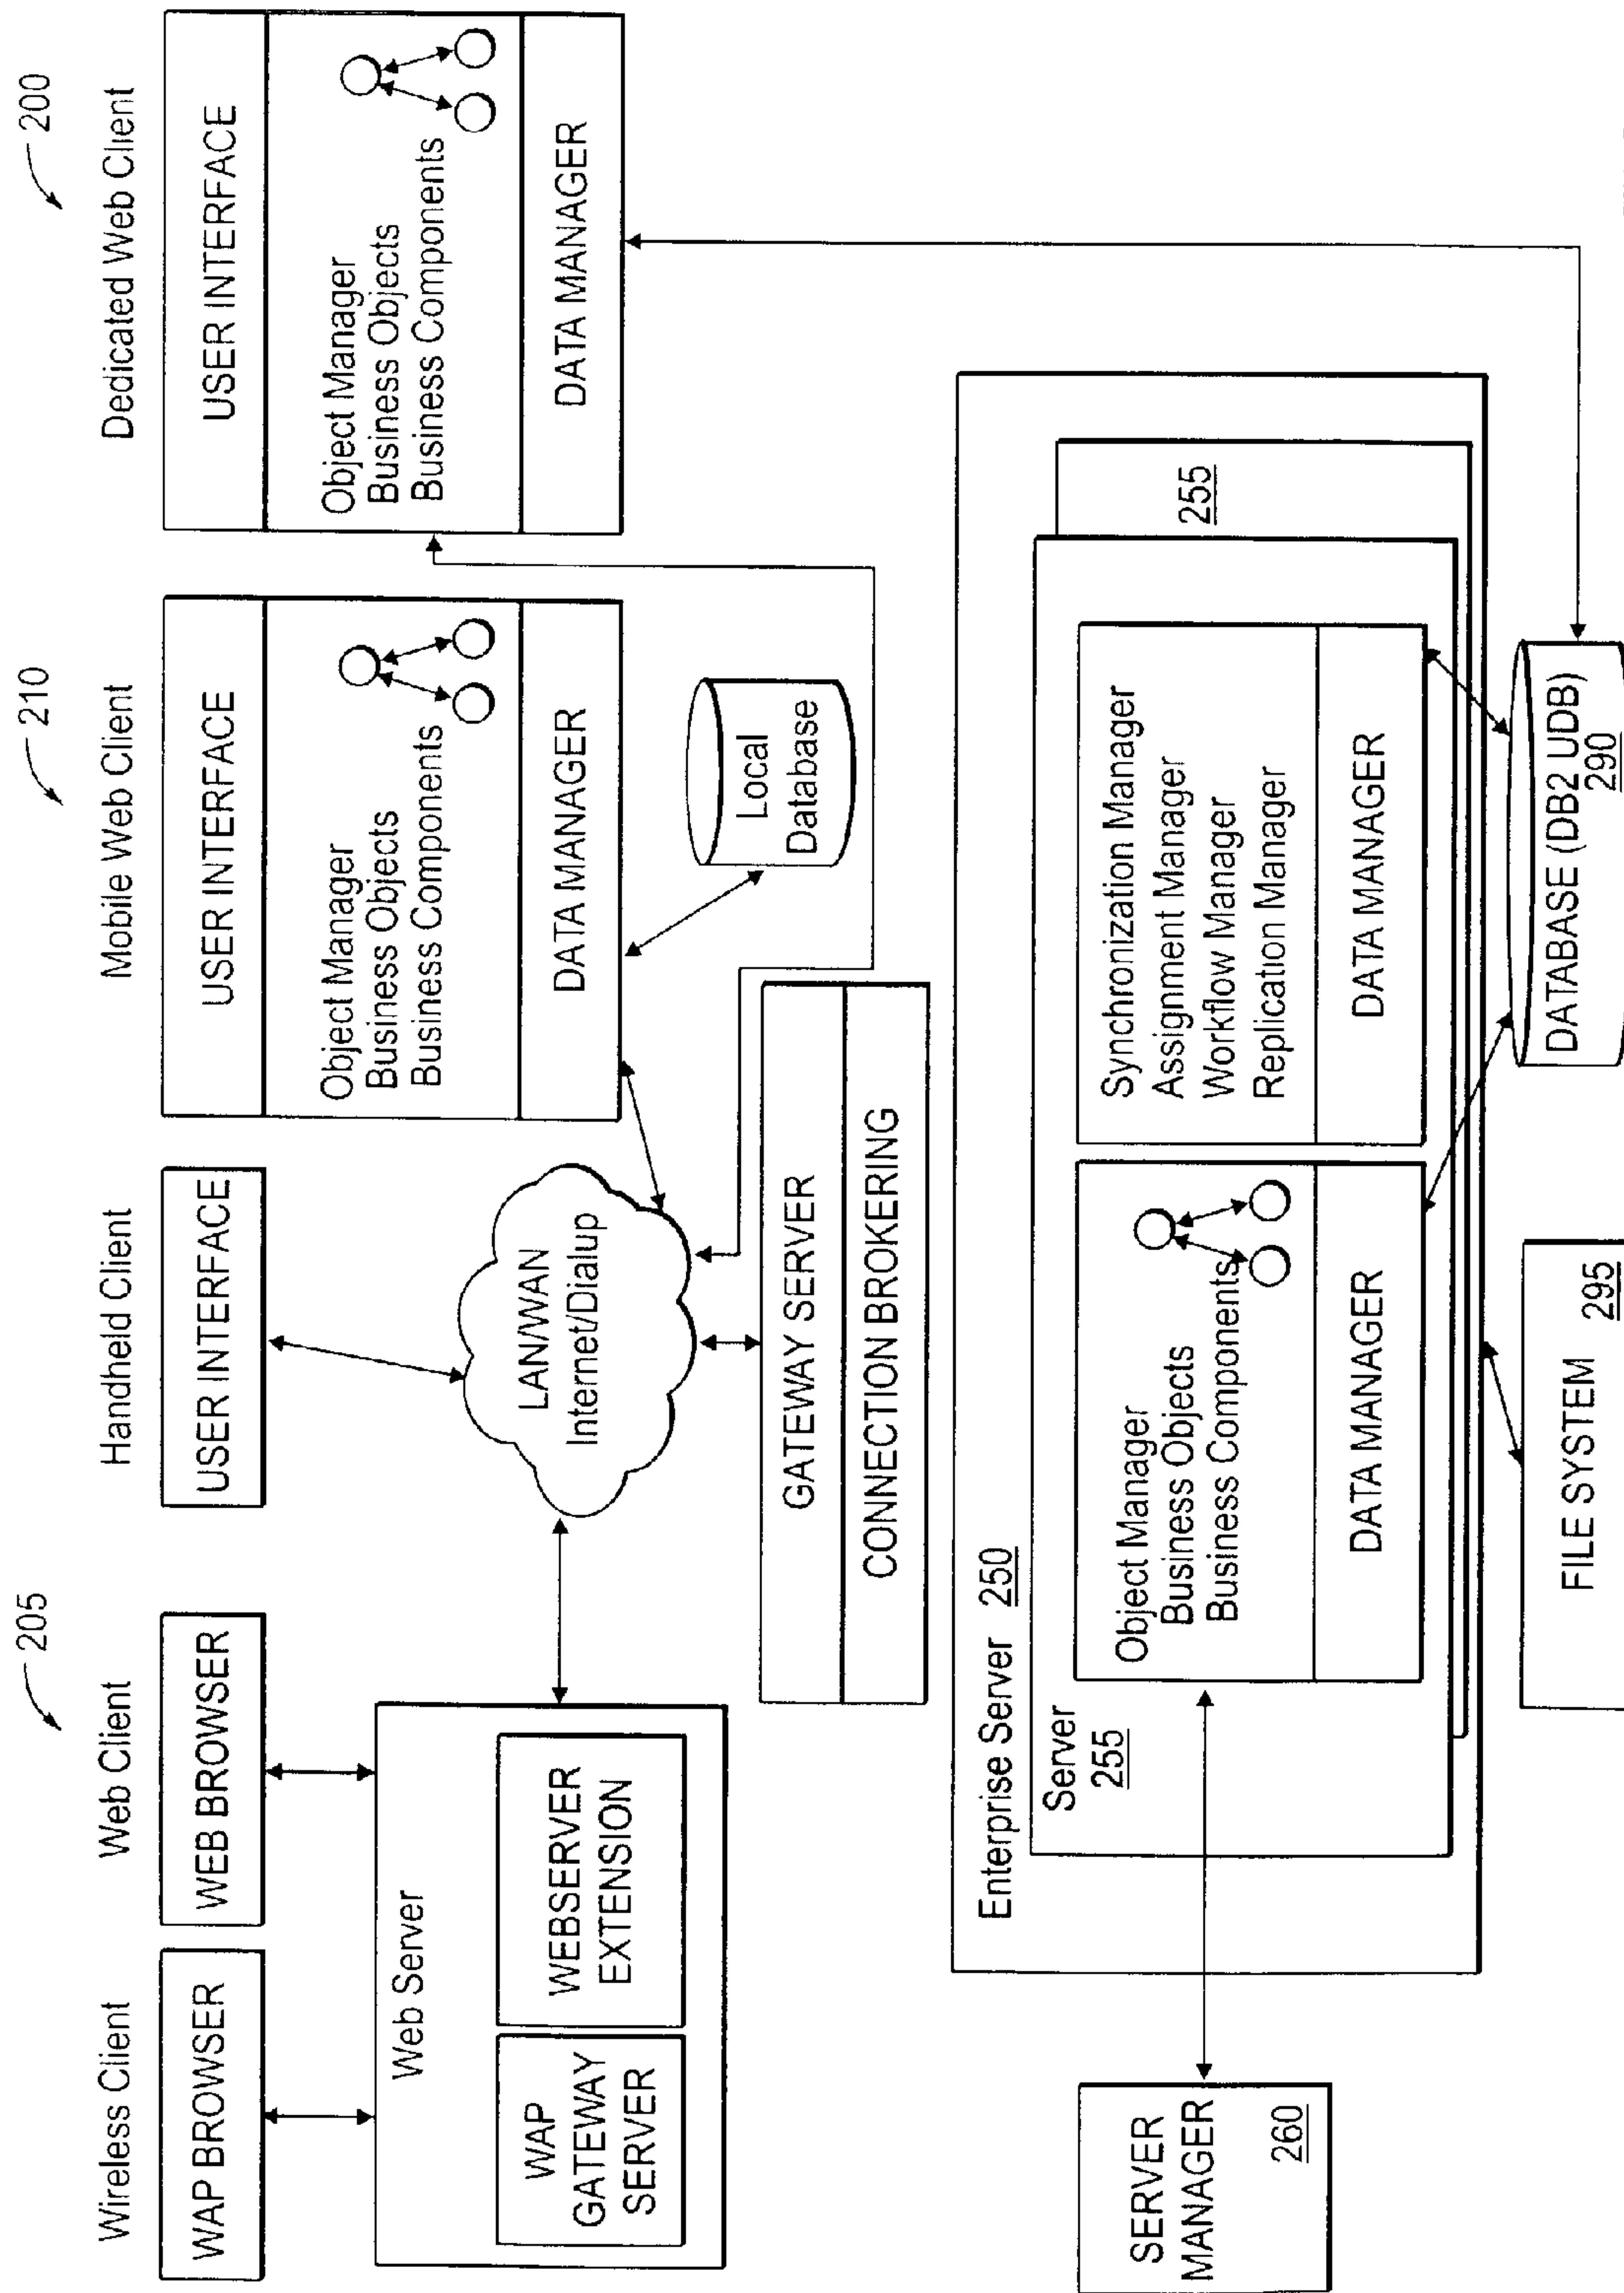 200
Dedicated Web Client
USER INTERFACE
Object Manager
Business Objects
Business Components
DATA MANAGER
210
Mobile Web Client
USER INTERFACE
Object Manager
Business Objects
Business Components
DATA MANAGER
Local
Database
Handheld Client
USER INTERFACE
LAN/WAN
Internet/Dialup
205
Web Client
WEB BROWSER
Wireless Client
WAP BROWSER
Web Server
WEBSERVER
EXTENSION
WAP
GATEWAY
SERVER
GATEWAY SERVER
CONNECTION BROKERING
Enterprise Server 250
Server
255
255
Object Manager
Business Objects
Business Components
DATA MANAGER
Synchronization Manager
Assignment Manager
Workflow Manager
Replication Manager
DATA MANAGER
SERVER
MANAGER
260
FILE SYSTEM
295
DATABASE (DB2 UDB)
290